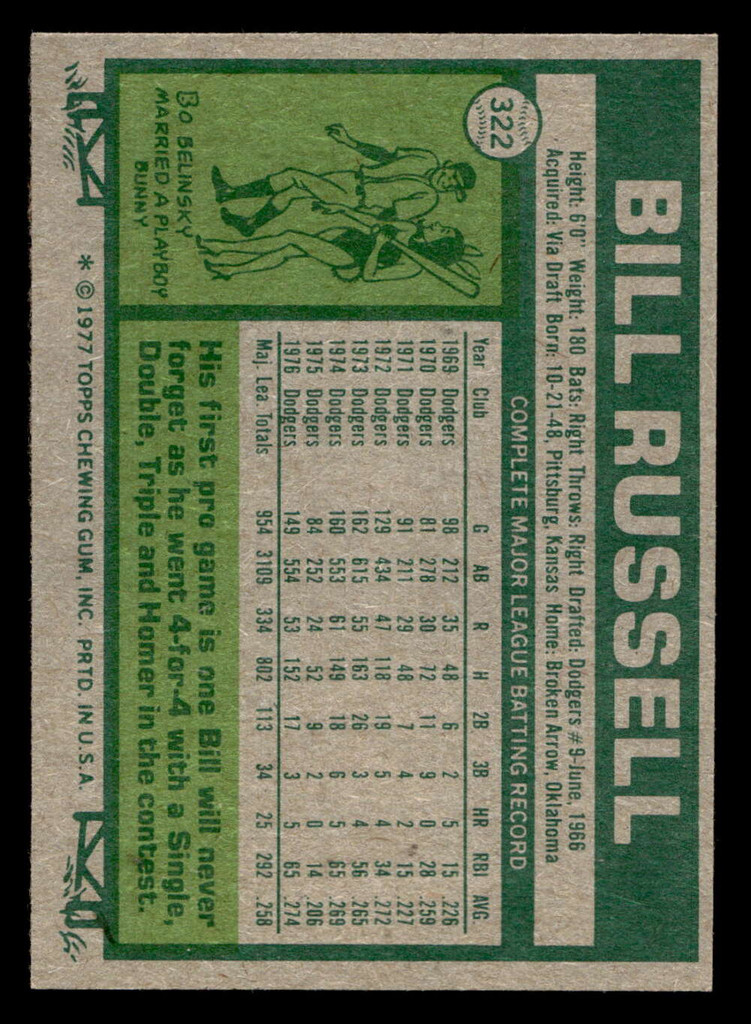 322
BILL RUSSELL
Height: 6'0" Weight: 180 Bats: Right Throws: Right Drafted: Dodgers #9-June, 1966
Acquired: Via Draft Born: 10-21-48, Pittsburg, Kansas Home: Broken Arrow, Oklahoma
COMPLETE MAJOR LEAGUE BATTING RECORD
Year Club G AB R H 2B 3B HR RBI AVG.
1969 Dodgers 98 212 35 48 6 2 5 15 .226
1970 Dodgers 81 278 30 72 11 9 0 28 .259
1971 Dodgers 91 211 29 48 7 4 2 15 .227
1972 Dodgers 129 434 47 118 19 5 4 34 .272
1973 Dodgers 162 615 55 163 26 3 4 56 .265
1974 Dodgers 160 553 61 149 18 6 5 65 .269
1975 Dodgers 84 252 24 52 9 2 0 14 .206
1976 Dodgers 149 554 53 152 17 3 5 65 .274
Maj. Lea. Totals 954 3109 334 802 113 34 25 292 .258
BO BELINSKY
MARRIED A PLAYBOY
BUNNY
His first pro game is one Bill will never
forget as he went 4-for-4 with a Single,
Double, Triple and Homer in the contest.
* © 1977 TOPPS CHEWING GUM, INC. PRTD. IN U.S.A.